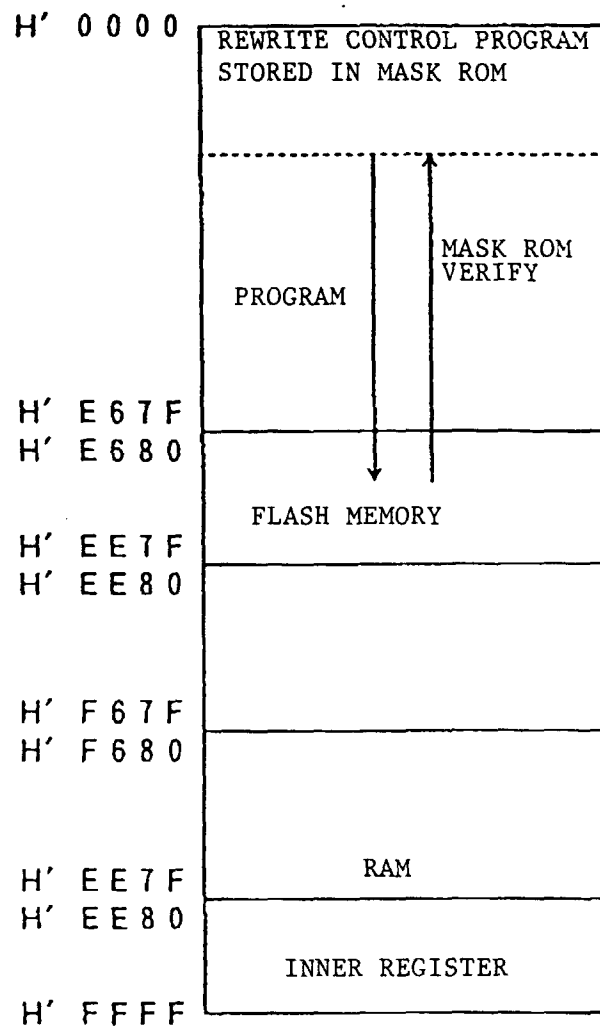 H' 0000
REWRITE CONTROL PROGRAM
STORED IN MASK ROM
MASK ROM
VERIFY
PROGRAM
H' E67F
H' E680
FLASH MEMORY
H' EE7F
H' EE80
H' F67F
H' F680
RAM
H' EE7F
H' EE80
INNER REGISTER
H' FFFF